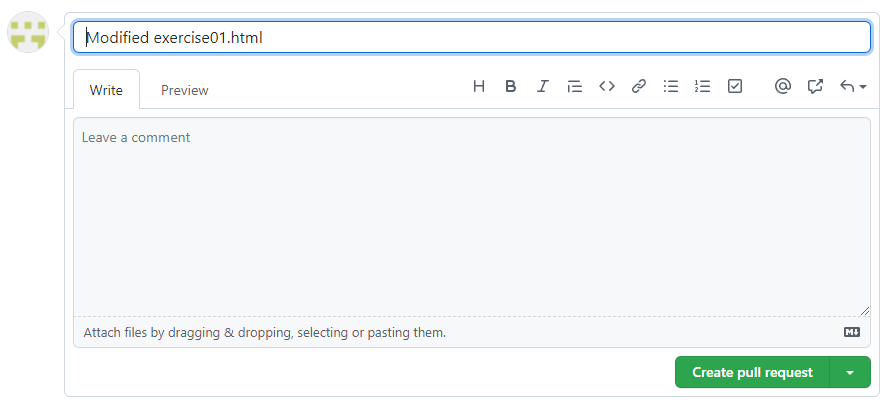 Modified exercise01.html
Write Preview H B I
Leave a comment
Attach files by dragging & dropping, selecting or pasting them.
Create pull request